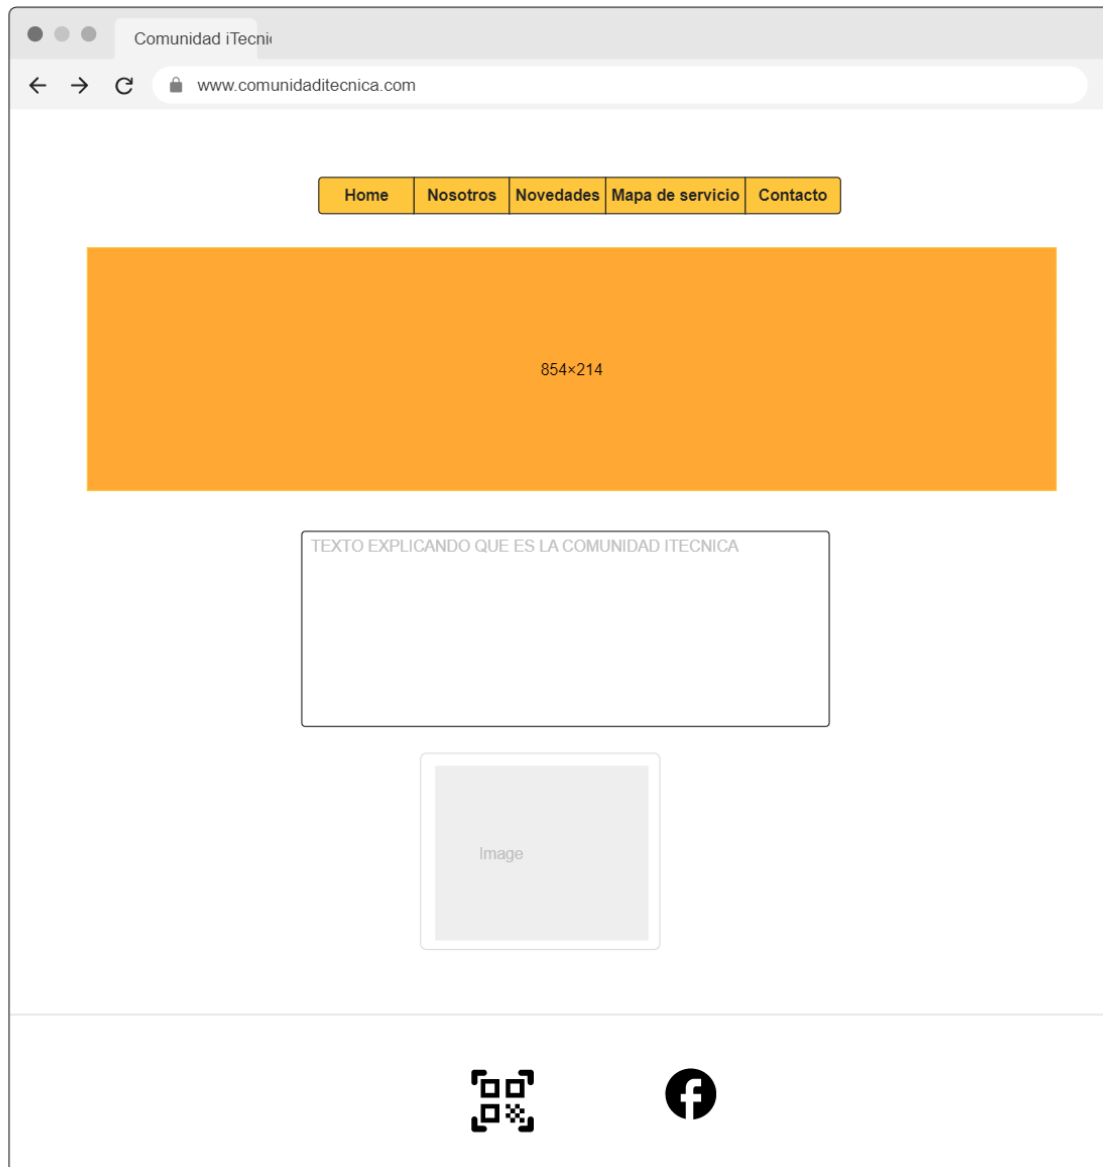 Comunidad iTecni
www.comunidaditecnica.com
Home Nosotros Novedades Mapa de servicio Contacto
854×214
TEXTO EXPLICANDO QUE ES LA COMUNIDAD ITECNICA
Image